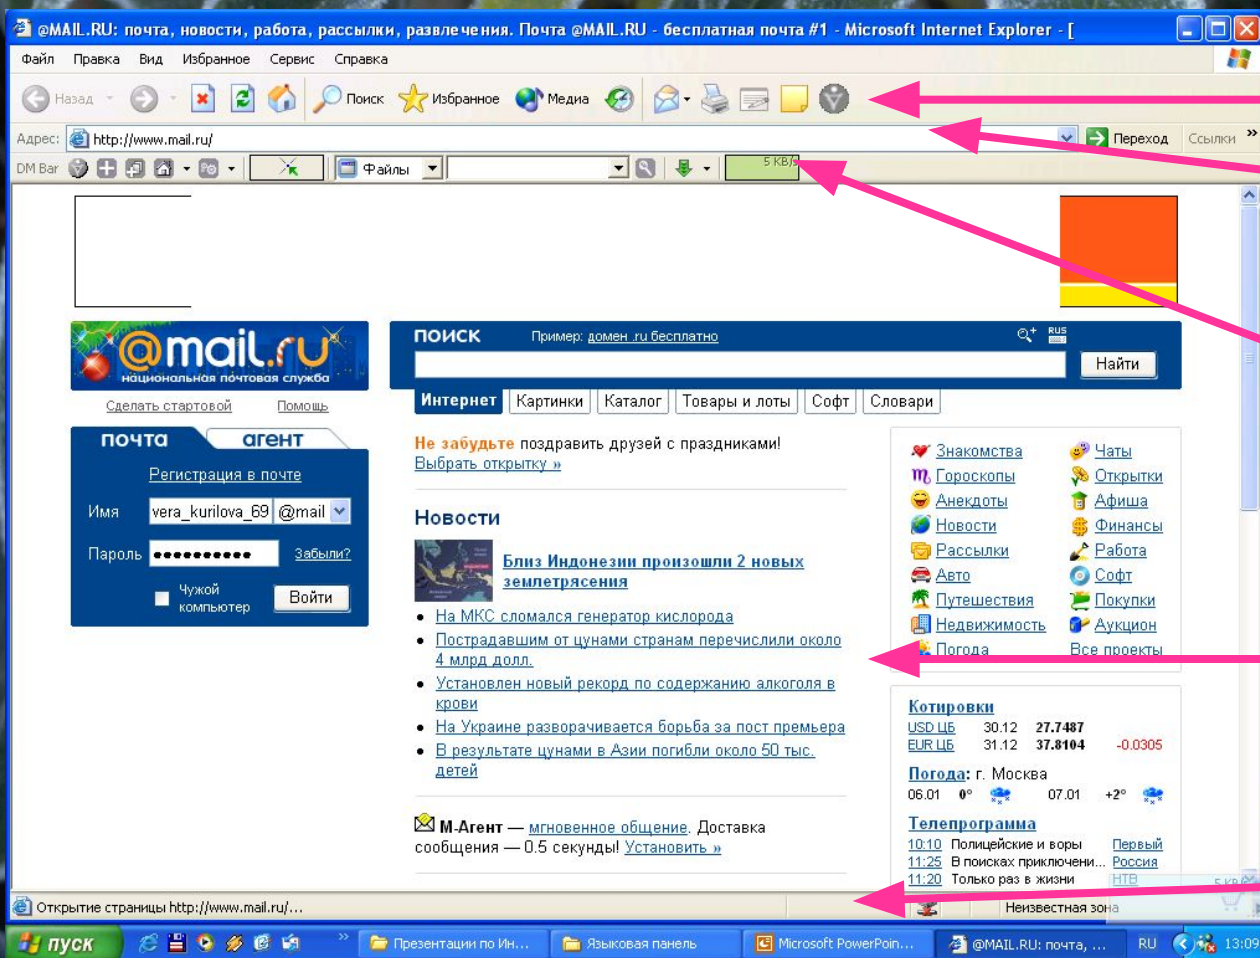 @MAIL.RU: почта, новости, работа, рассылки, развлечения. Почта @MAIL.RU - бесплатная почта #1 - Microsoft Internet Explorer - [
Файл Правка Вид Избранное Сервис Справка
Назад Поиск Избранное Медиа
Адрес: http://www.mail.ru/ Переход Ссылки »
DM Bar Файлы 5 KB/s
@mail.ru
национальная почтовая служба
Сделать стартовой Помощь
почта агент
Регистрация в почте
Имя vera_kurilova_69 @mail
Пароль ●●●●●●●●●● Забыли?
Чужой
компьютер
Войти
поиск Пример: домен .ru бесплатно RUS
Найти
Интернет Картинки Каталог Товары и лоты Софт Словари
Не забудьте поздравить друзей с праздниками!
Выбрать открытку »
Новости
Близ Индонезии произошли 2 новых
землетрясения
• На МКС сломался генератор кислорода
• Пострадавшим от цунами странам перечислили около
4 млрд долл.
• Установлен новый рекорд по содержанию алкоголя в
крови
• На Украине разворачивается борьба за пост премьера
• В результате цунами в Азии погибли около 50 тыс.
детей
М-Агент — мгновенное общение. Доставка
сообщения — 0.5 секунды! Установить »
Знакомства Чаты
Гороскопы Открытки
Анекдоты Афиша
Новости Финансы
Рассылки Работа
Авто Софт
Путешествия Покупки
Недвижимость Аукцион
Погода Все проекты
Котировки
USD ЦБ 30.12 27.7487
EUR ЦБ 31.12 37.8104 -0.0305
Погода: г. Москва
06.01 0° 07.01 +2°
Телепрограмма
10:10 Полицейские и воры Первый
11:25 В поисках приключени... Россия
11:20 Только раз в жизни НТВ
5 KB/
Открытие страницы http://www.mail.ru/... Неизвестная зона
пуск » Презентации по Ин... Языковая панель Microsoft PowerPoin... @MAIL.RU: почта, ... RU 13:09